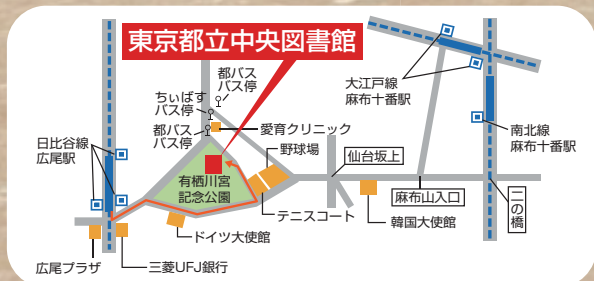 東京都立中央図書館
都バス
バス停
ちぃばす
バス停
都バス
バス停
愛育クリニック
野球場
日比谷線
広尾駅
有栖川宮
記念公園
テニスコート
ドイツ大使館
広尾プラザ
三菱UFJ銀行
仙台坂上
韓国大使館
麻布山入口
大江戸線
麻布十番駅
南北線
麻布十番駅
二の橋